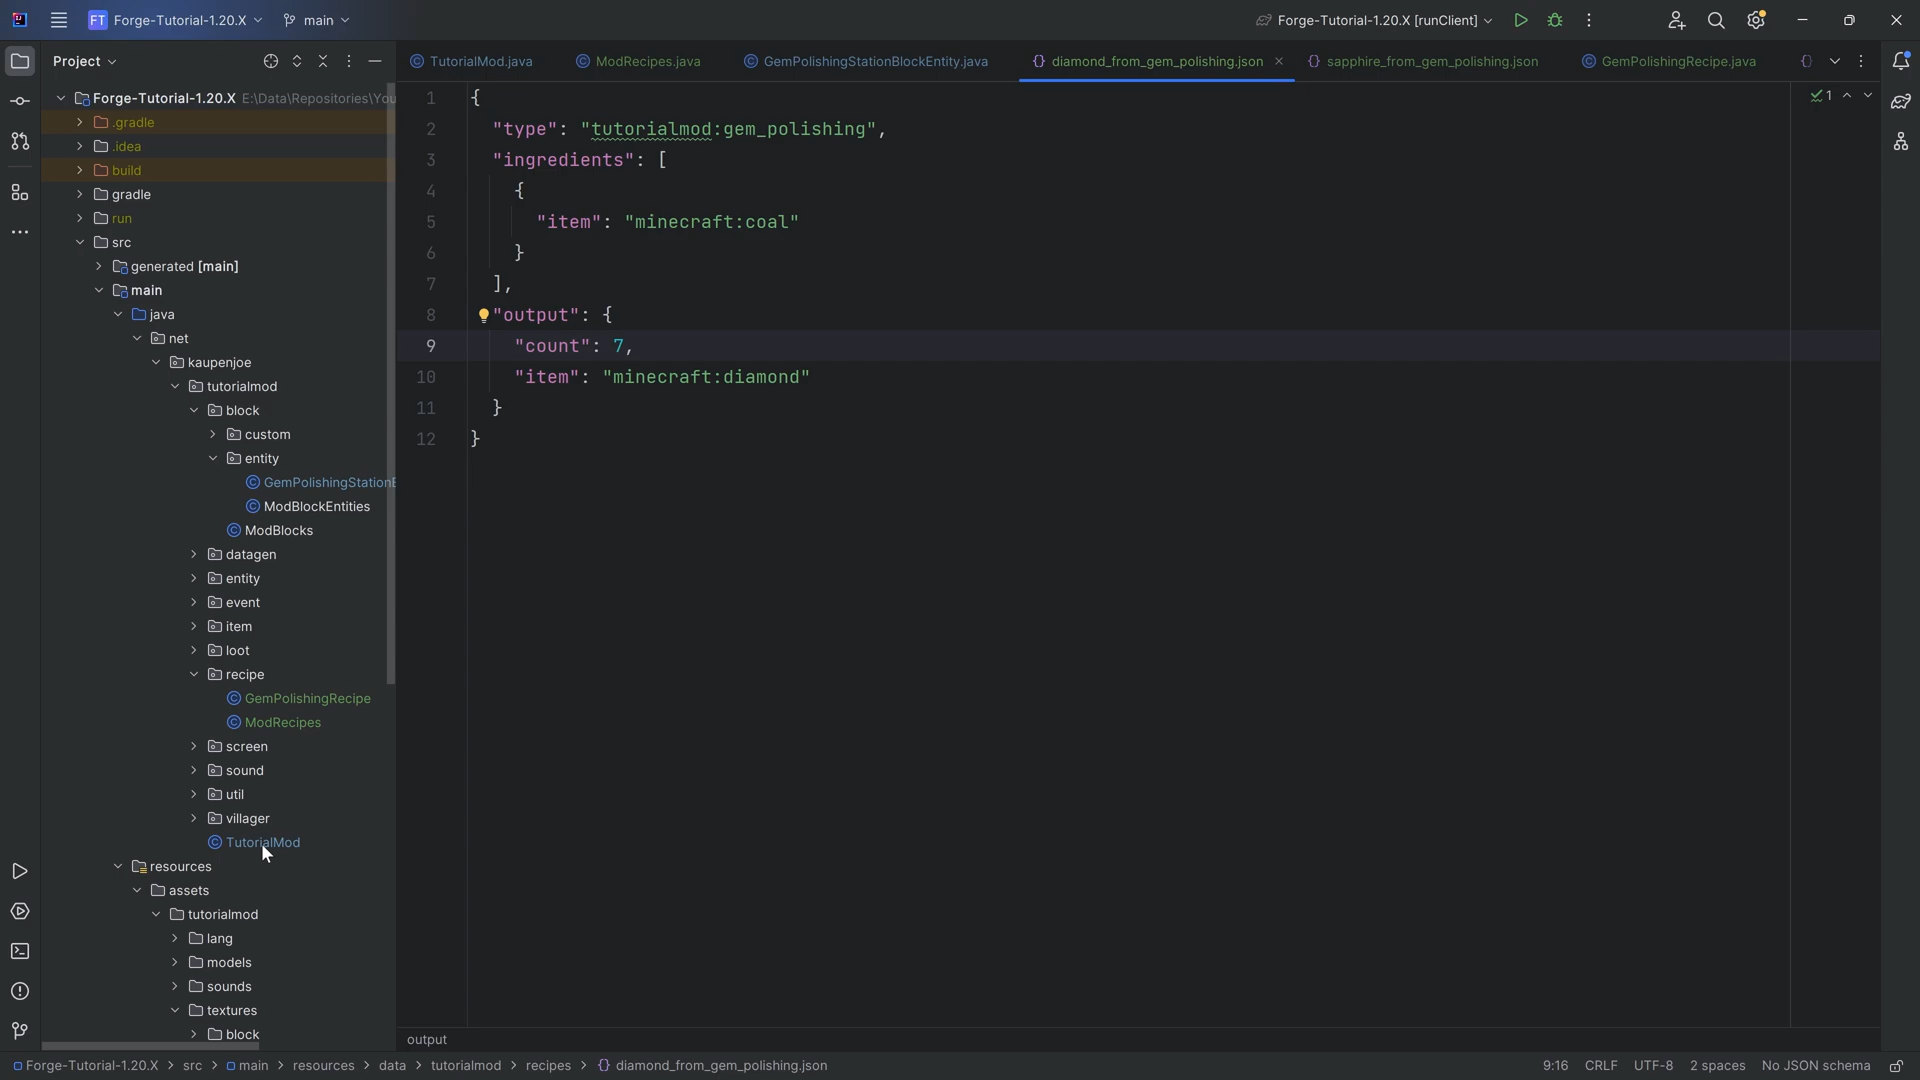 FT Forge-Tutorial-1.20.X main Forge-Tutorial-1.20.X [runClient]
Project
TutorialMod.java ModRecipes.java GemPolishingStationBlockEntity.java diamond_from_gem_polishing.json sapphire_from_gem_polishing.json GemPolishingRecipe.java
Forge-Tutorial-1.20.X E:\Data\Repositories\You
.gradle
.idea
build
gradle
run
src
generated [main]
main
java
net
kaupenjoe
tutorialmod
block
custom
entity
GemPolishingStationE
ModBlockEntities
ModBlocks
datagen
entity
event
item
loot
recipe
GemPolishingRecipe
ModRecipes
screen
sound
util
villager
TutorialMod
resources
assets
tutorialmod
lang
models
sounds
textures
block
1 {
2 "type": "tutorialmod:gem_polishing",
3 "ingredients": [
4 {
5 "item": "minecraft:coal"
6 }
7 ],
8 "output": {
9 "count": 7,
10 "item": "minecraft:diamond"
11 }
12 }
1
output
Forge-Tutorial-1.20.X > src > main > resources > data > tutorialmod > recipes > {} diamond_from_gem_polishing.json 9:16 CRLF UTF-8 2 spaces No JSON schema